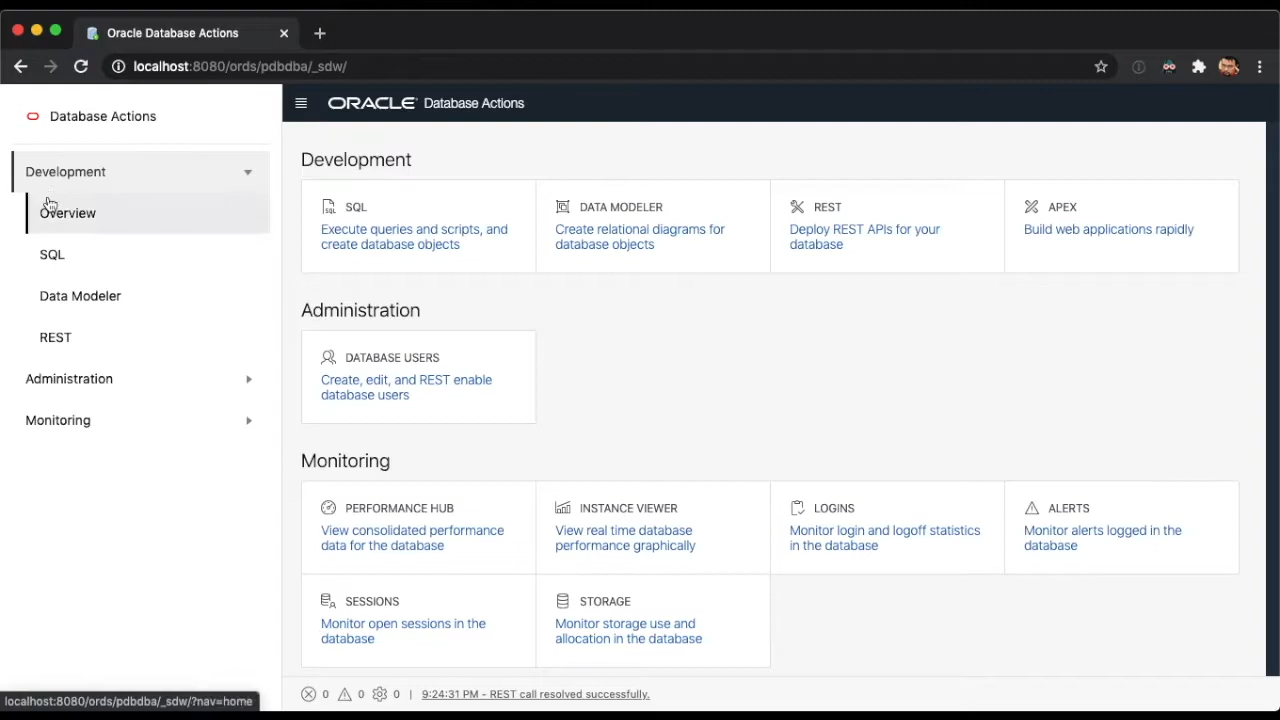 Oracle Database Actions
localhost:8080/ords/pdbdba/_sdw/
Database Actions
Development
Overview
SQL
Data Modeler
REST
Administration
Monitoring
ORACLE Database Actions
Development
SQL
Execute queries and scripts, and
create database objects
DATA MODELER
Create relational diagrams for
database objects
REST
Deploy REST APIs for your
database
APEX
Build web applications rapidly
Administration
DATABASE USERS
Create, edit, and REST enable
database users
Monitoring
PERFORMANCE HUB
View consolidated performance
data for the database
INSTANCE VIEWER
View real time database
performance graphically
LOGINS
Monitor login and logoff statistics
in the database
ALERTS
Monitor alerts logged in the
database
SESSIONS
Monitor open sessions in the
database
STORAGE
Monitor storage use and
allocation in the database
0 0 0 | 9:24:31 PM - REST call resolved successfully.
localhost:8080/ords/pdbdba/_sdw/?nav=home